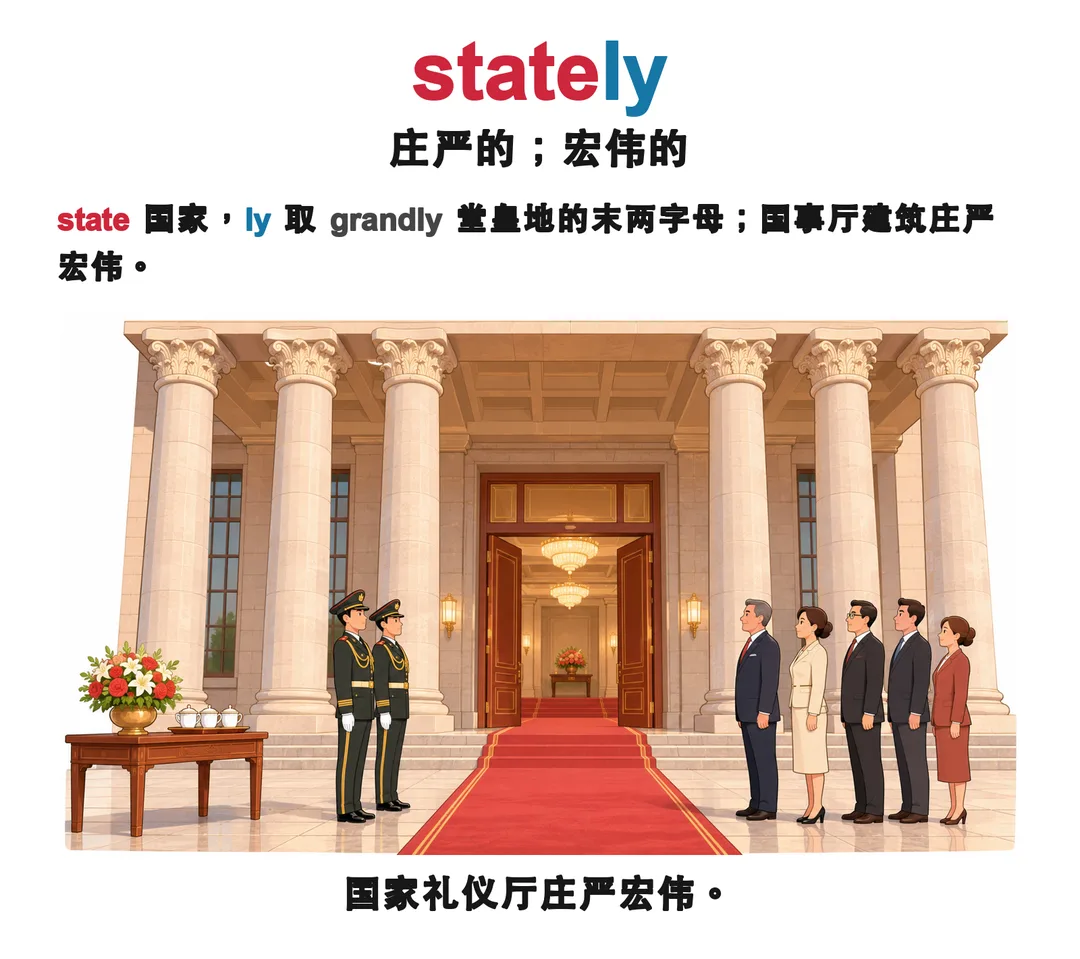 stately
庄严的；宏伟的
state 国家，ly 取 grandly 堂皇地的末两字母；国事厅建筑庄严
宏伟。
国家礼仪厅庄严宏伟。